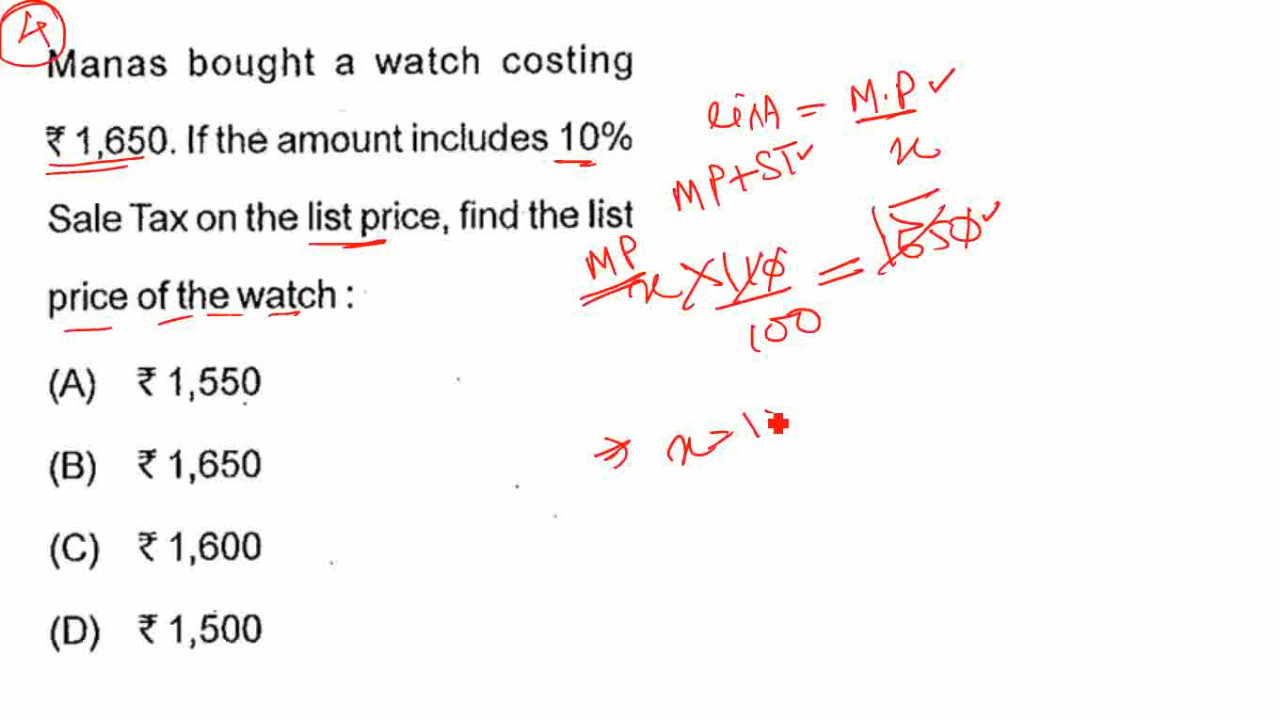 4
Manas bought a watch costing
₹ 1,650. If the amount includes 10%
Sale Tax on the list price, find the list
price of the watch :
(A) ₹ 1,550
(B) ₹ 1,650
(C) ₹ 1,600
(D) ₹ 1,500
= M.P ✓
x
MP+ST ✓
MP
x × 110 = 1650 ✓
100
15
⇒ x = 1